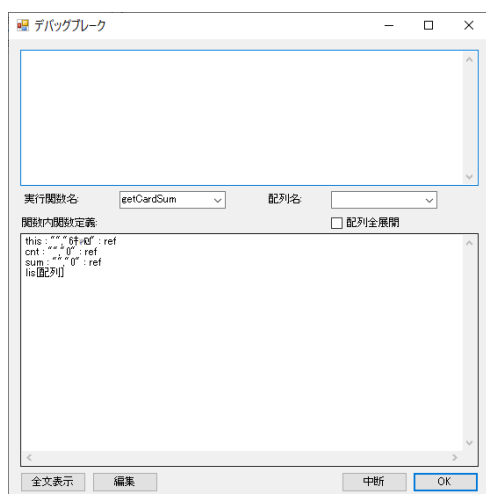 デバッグブレーク
実行関数名:
getCardSum
配列名:
関数内関数定義:
配列全展開
this : "",
" : ref
cnt : "","0" : ref
sum : "","0" : ref
lis[配列]
全文表示
編集
中断
OK